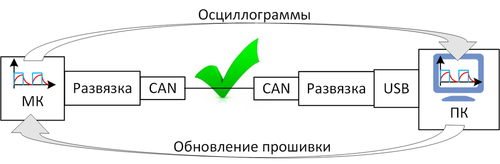 Осциллограммы
МК
Развязка
CAN
CAN
Развязка
USB
ПК
Обновление прошивки